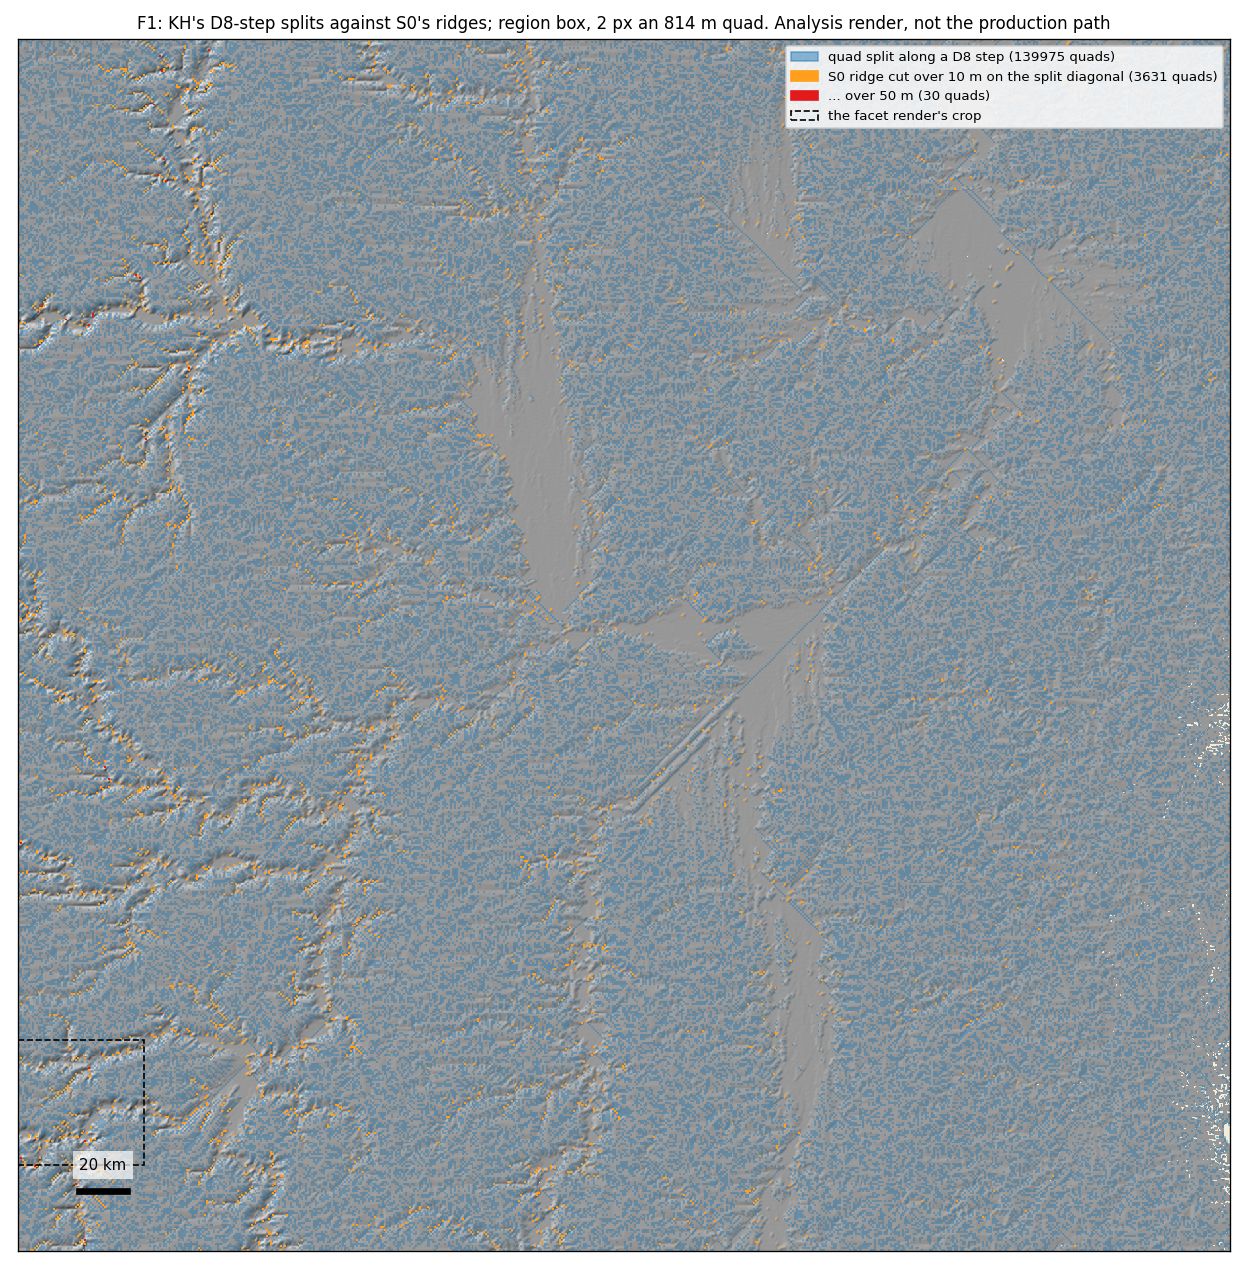 F1: KH's D8-step splits against S0's ridges; region box, 2 px an 814 m quad. Analysis render, not the production path
quad split along a D8 step (139975 quads)
S0 ridge cut over 10 m on the split diagonal (3631 quads)
... over 50 m (30 quads)
the facet render's crop
20 km